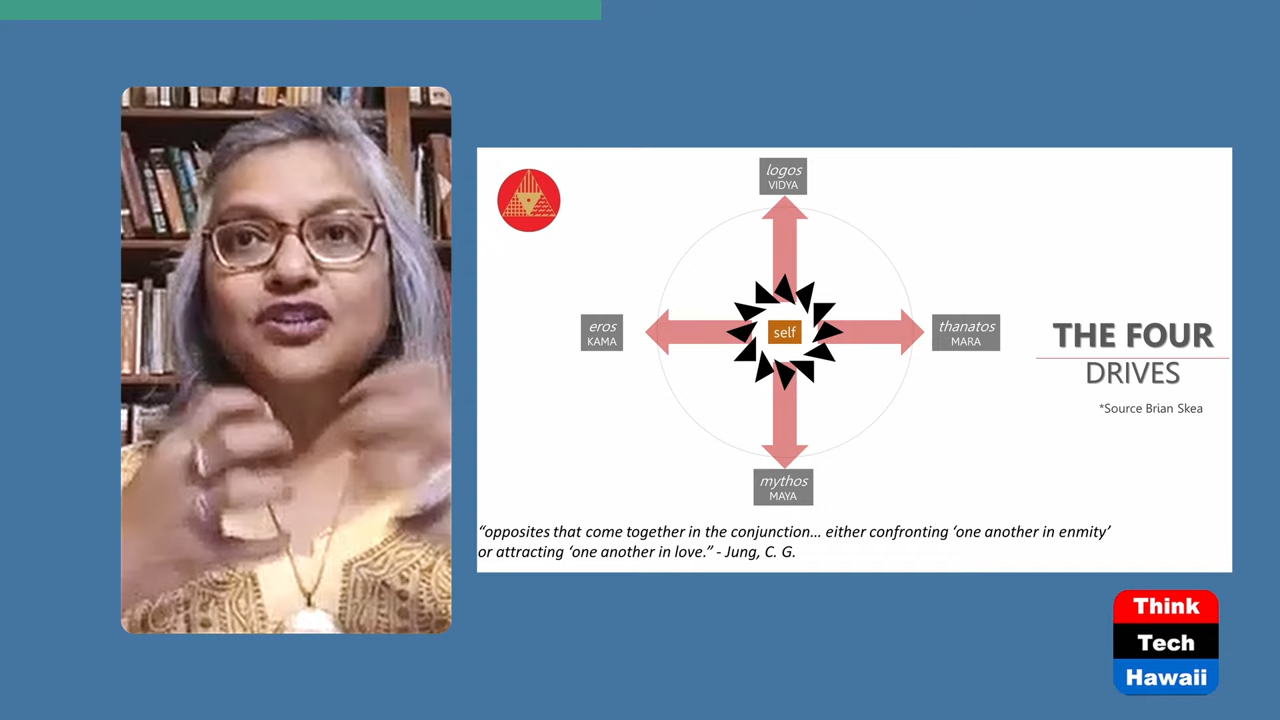 logos
VIDYA
eros
KAMA
self
thanatos
MARA
mythos
MAYA
THE FOUR
DRIVES
*Source Brian Skea
“opposites that come together in the conjunction... either confronting ‘one another in enmity’
or attracting ‘one another in love.” - Jung, C. G.
Think
Tech
Hawaii